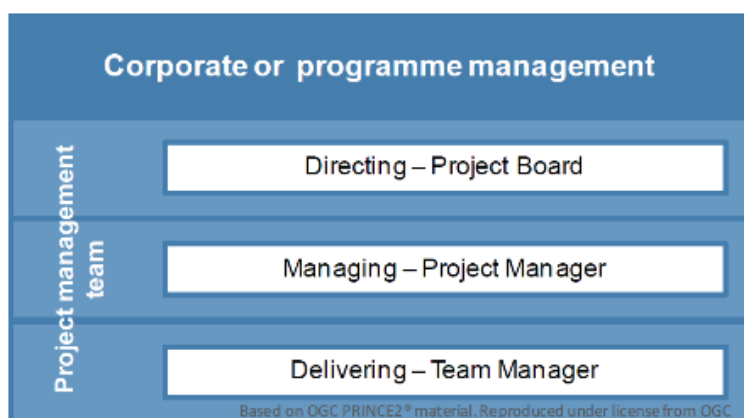 Corporate or programme management
Project management
team
Directing – Project Board
Managing – Project Manager
Delivering – Team Manager
Based on OGC PRINCE2® material. Reproduced under license from OGC